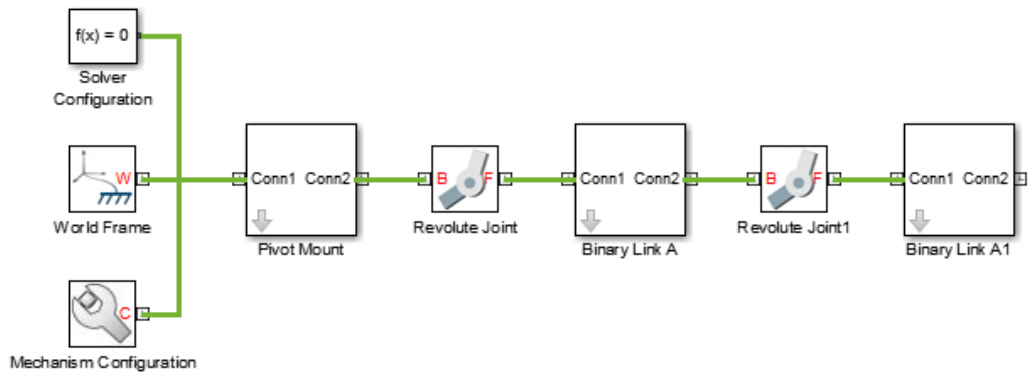 f(x) = 0
Solver
Configuration
W
World Frame
C
Mechanism Configuration
Conn1 Conn2
Pivot Mount
B F
Revolute Joint
Conn1 Conn2
Binary Link A
B F
Revolute Joint1
Conn1 Conn2
Binary Link A1